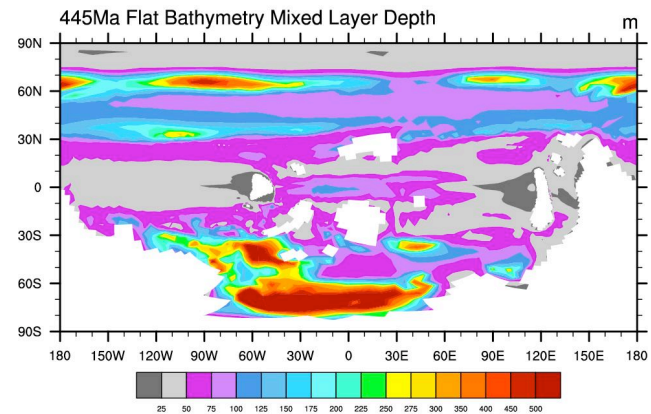 445Ma Flat Bathymetry Mixed Layer Depth m
90N
60N
30N
0
30S
60S
90S
180 150W 120W 90W 60W 30W 0 30E 60E 90E 120E 150E 180
25 50 75 100 125 150 175 200 225 250 275 300 350 400 450 500